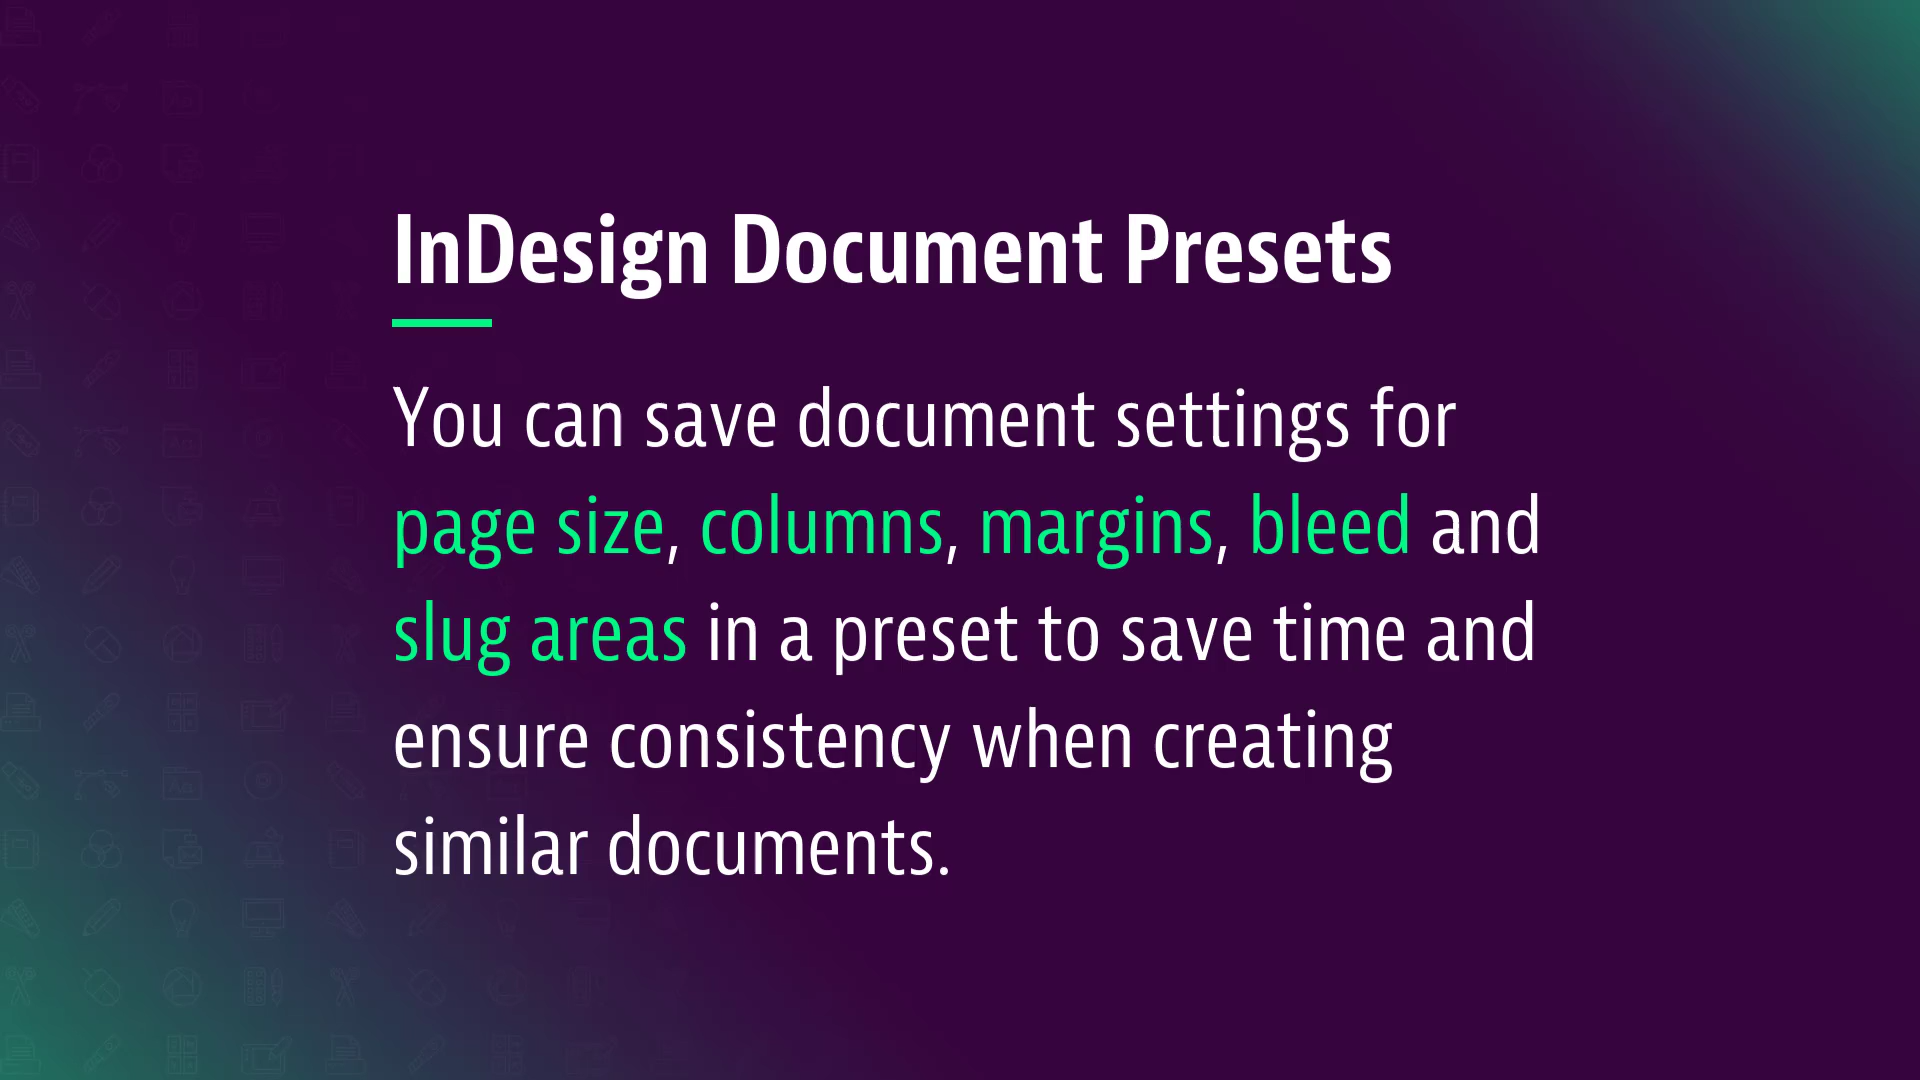 InDesign Document Presets
You can save document settings for
page size, columns, margins, bleed and
slug areas in a preset to save time and
ensure consistency when creating
similar documents.